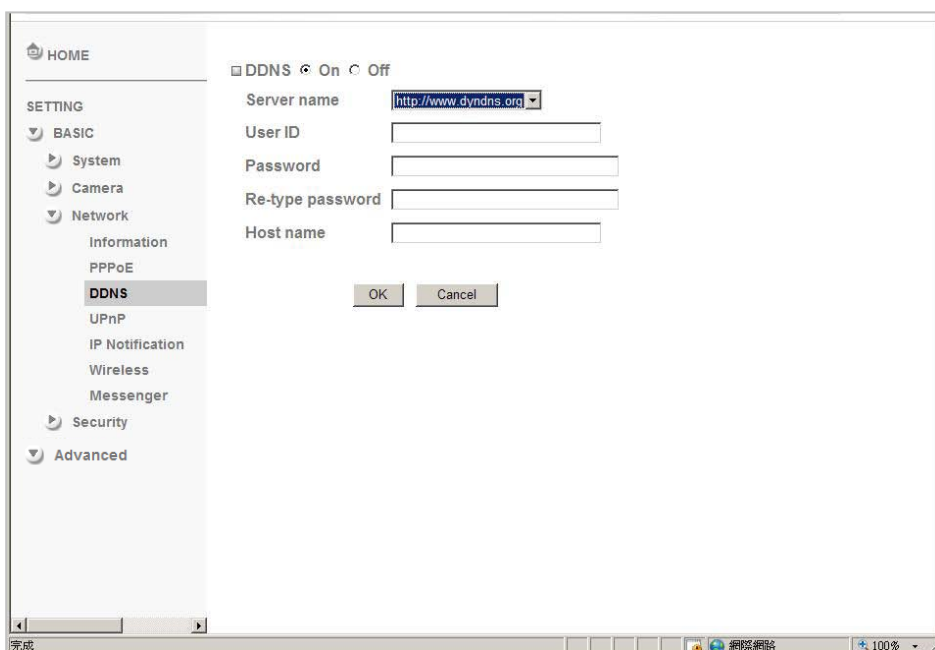 HOME
SETTING
BASIC
System
Camera
Network
Information
PPPoE
DDNS
UPnP
IP Notification
Wireless
Messenger
Security
Advanced
DDNS On Off
Server name http://www.dyndns.org
User ID
Password
Re-type password
Host name
OK Cancel
完成 網際網路 100%